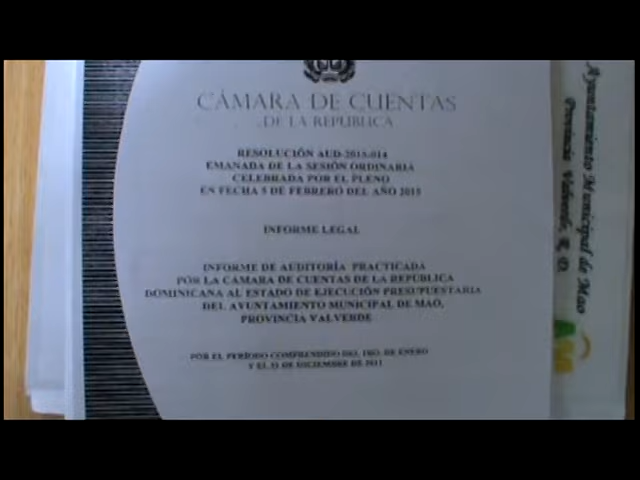 CÁMARA DE CUENTAS
DE LA REPÚBLICA
RESOLUCIÓN AUD-2015-014
EMANADA DE LA SESIÓN ORDINARIA
CELEBRADA POR EL PLENO
EN FECHA 5 DE FEBRERO DEL AÑO 2015
INFORME LEGAL
INFORME DE AUDITORÍA PRACTICADA
POR LA CÁMARA DE CUENTAS DE LA REPÚBLICA
DOMINICANA AL ESTADO DE EJECUCIÓN PRESUPUESTARIA
DEL AYUNTAMIENTO MUNICIPAL DE MAO,
PROVINCIA VALVERDE
POR EL PERÍODO COMPRENDIDO DEL 1RO. DE ENERO
Y EL 31 DE DICIEMBRE DE 2011
Ayuntamiento Municipal de Mao
Provincia Valverde, R. D.